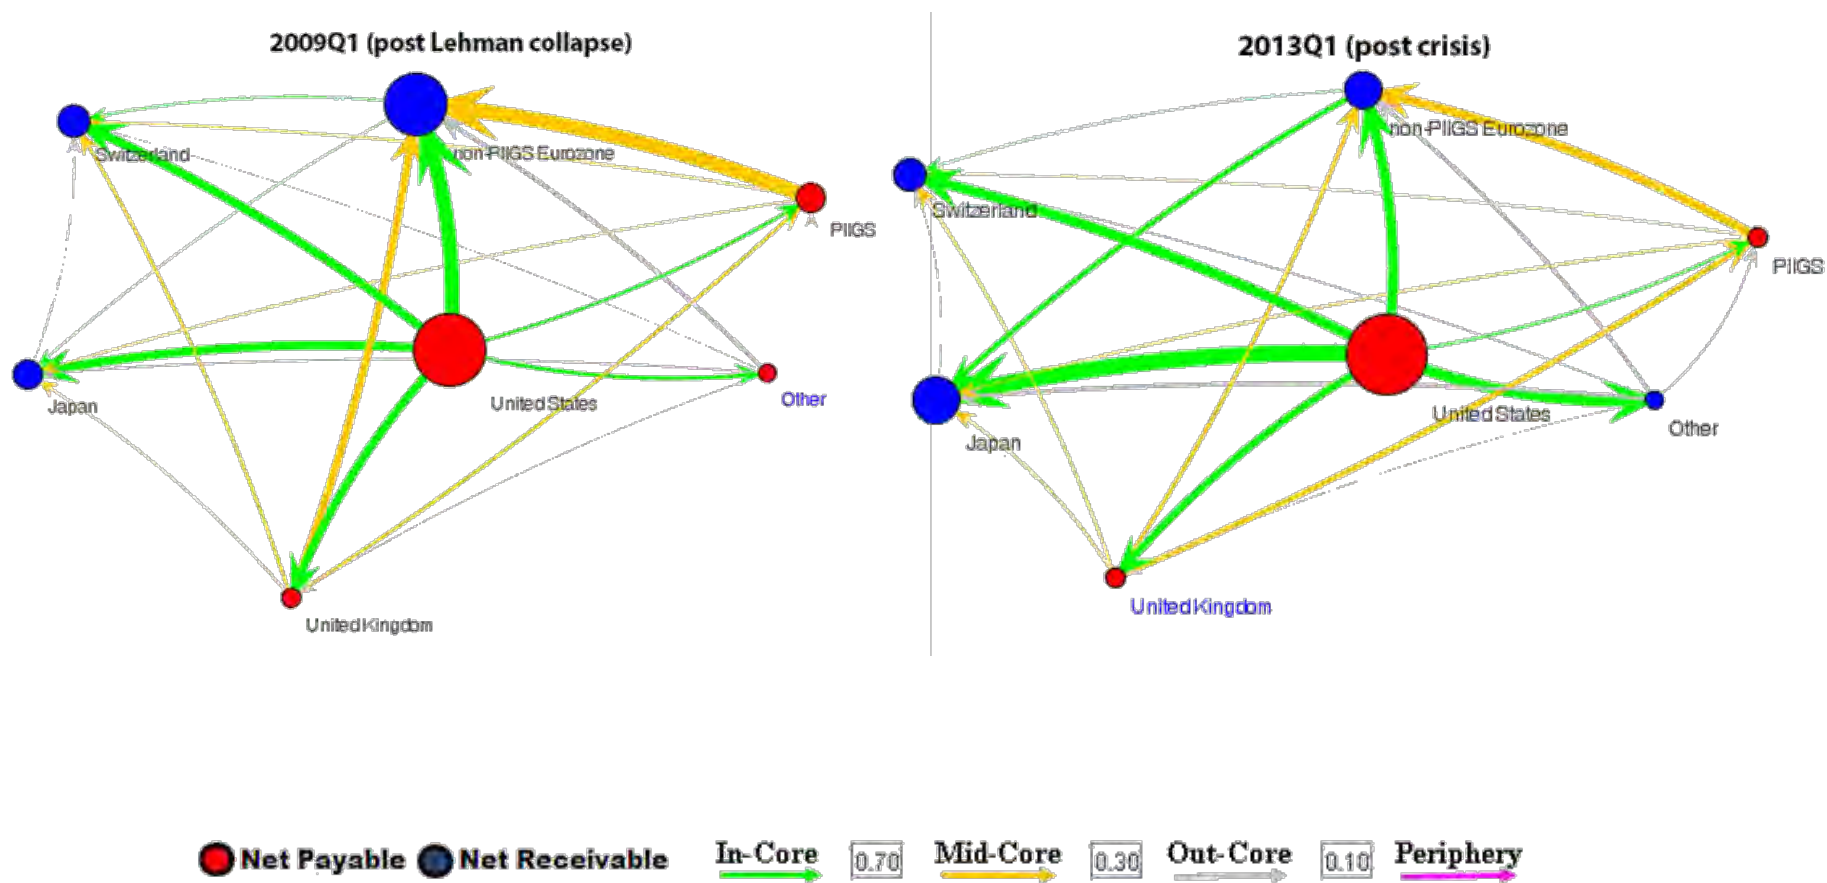 2009Q1 (post Lehman collapse)
Switzerland
non-PIIGS Eurozone
PIIGS
Japan
United States
Other
United Kingdom
2013Q1 (post crisis)
non-PIIGS Eurozone
Switzerland
PIIGS
Japan
United States
Other
United Kingdom
Net Payable Net Receivable In-Core 0.70 Mid-Core 0.30 Out-Core 0.10 Periphery